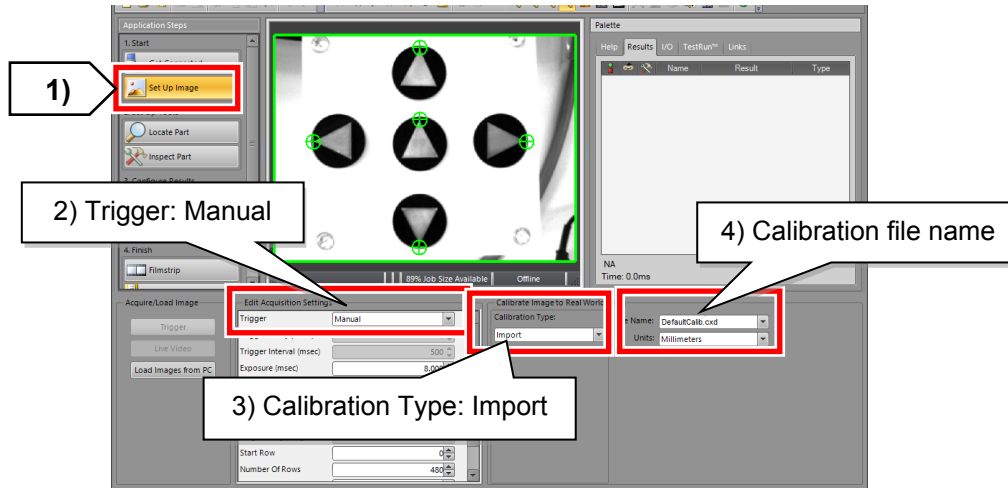 Application Steps
1. Start
1)
Set Up Image
Locate Part
Inspect Part
2) Trigger: Manual
4. Finish
Filmstrip
89% Job Size Available
Offline
Palette
Help
Results
I/O
TestRun™
Links
Name
Result
Type
4) Calibration file name
NA
Time: 0.0ms
Acquire/Load Image
Trigger
Live Video
Load Images from PC
Edit Acquisition Settings
Trigger
Manual
Trigger Interval (msec)
500
Exposure (msec)
Start Row
0
Number Of Rows
480
Calibrate Image to Real World
Calibration Type:
Import
Name:
DefaultCalib.cxd
Units:
Millimeters
3) Calibration Type: Import